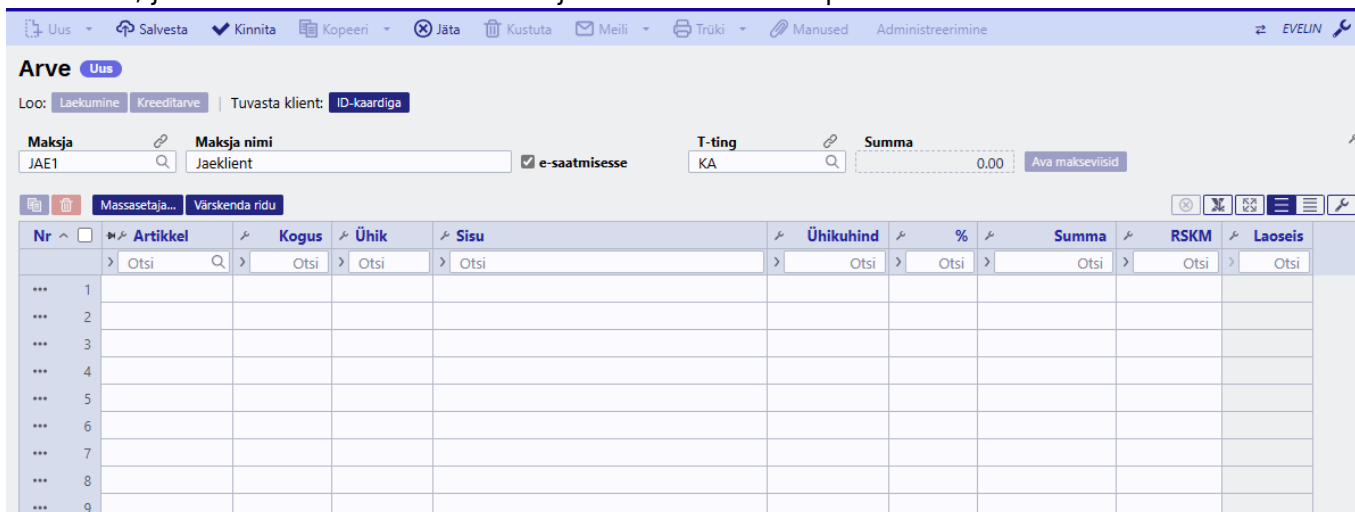 Uus Salvesta Kinnita Kopeeri Jäta Kustuta Meili Trüki Manused Administreerimine EVELIN
Arve Uus
Loo: Laekumine Kreeditarve | Tuvasta klient: ID-kaardiga
Maksja Maksja nimi T-ting Summa
JAE1 Jaeklient e-saatmisesse KA 0.00 Ava makseviisid
Massasetaja... Värskenda ridu
Nr Artikkel Kogus Ühik Sisu Ühikuhind % Summa RSKM Laoseis
Otsi Otsi Otsi Otsi Otsi Otsi Otsi Otsi Otsi
1
2
3
4
5
6
7
8
9